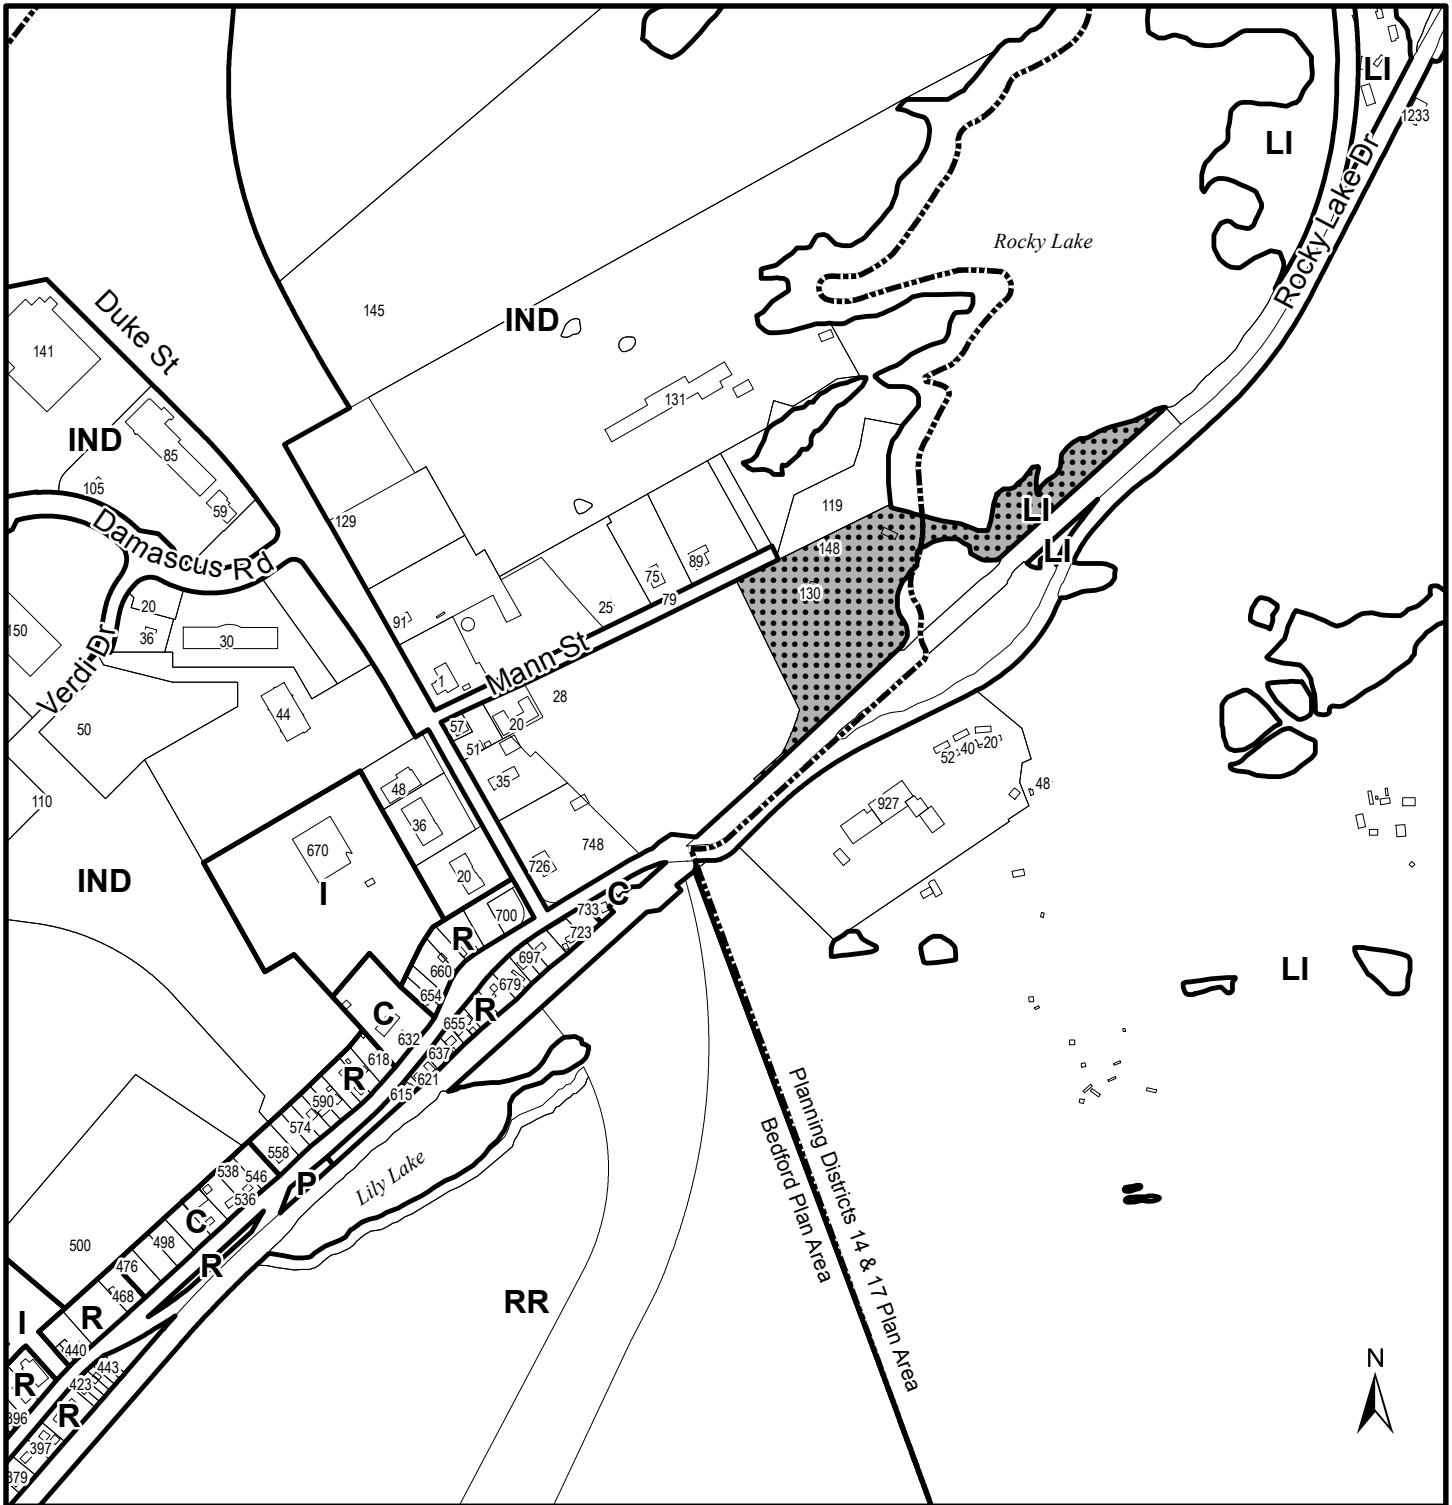 LI
1233
LI
Rocky Lake Dr
Rocky Lake
Duke St
145
IND
141
131
IND
85
105
59
129
119
LI
Damascus Rd
148
LI
89
75
79
130
25
20
91
150
36
30
Verdi Dr
1
Mann St
28
44
57
20
50
51
52
40
20
35
48
48
110
36
927
670
748
IND
20
726
I
C
733
700
R
723
697
660
LI
679
654
C
R
655
632
637
618
R
621
615
590
574
558
538
546
P
Lily Lake
536
C
498
500
R
476
468
RR
I
R
440
443
R
423
396
R
397
379
Planning Districts 14 & 17 Plan Area
Bedford Plan Area
N